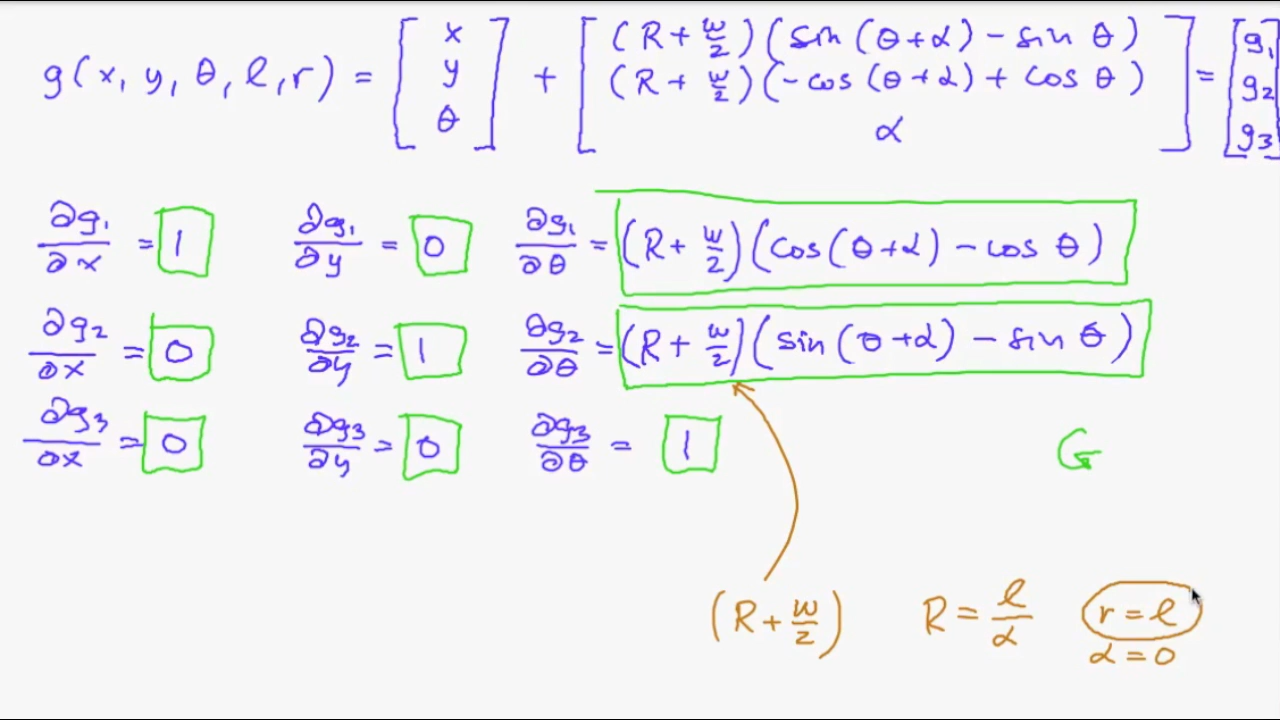 g(x, y, θ, l, r) = [x y θ] + [(R + w/2)(sin(θ+α) − sin θ) (R + w/2)(−cos(θ+α) + cos θ) α] = [g₁ g₂ g₃]
∂g₁/∂x = 1 ∂g₁/∂y = 0 ∂g₁/∂θ = (R + w/2)(cos(θ+α) − cos θ)
∂g₂/∂x = 0 ∂g₂/∂y = 1 ∂g₂/∂θ = (R + w/2)(sin(θ+α) − sin θ)
∂g₃/∂x = 0 ∂g₃/∂y = 0 ∂g₃/∂θ = 1 G
(R + w/2) R = l/α r = l
α = 0